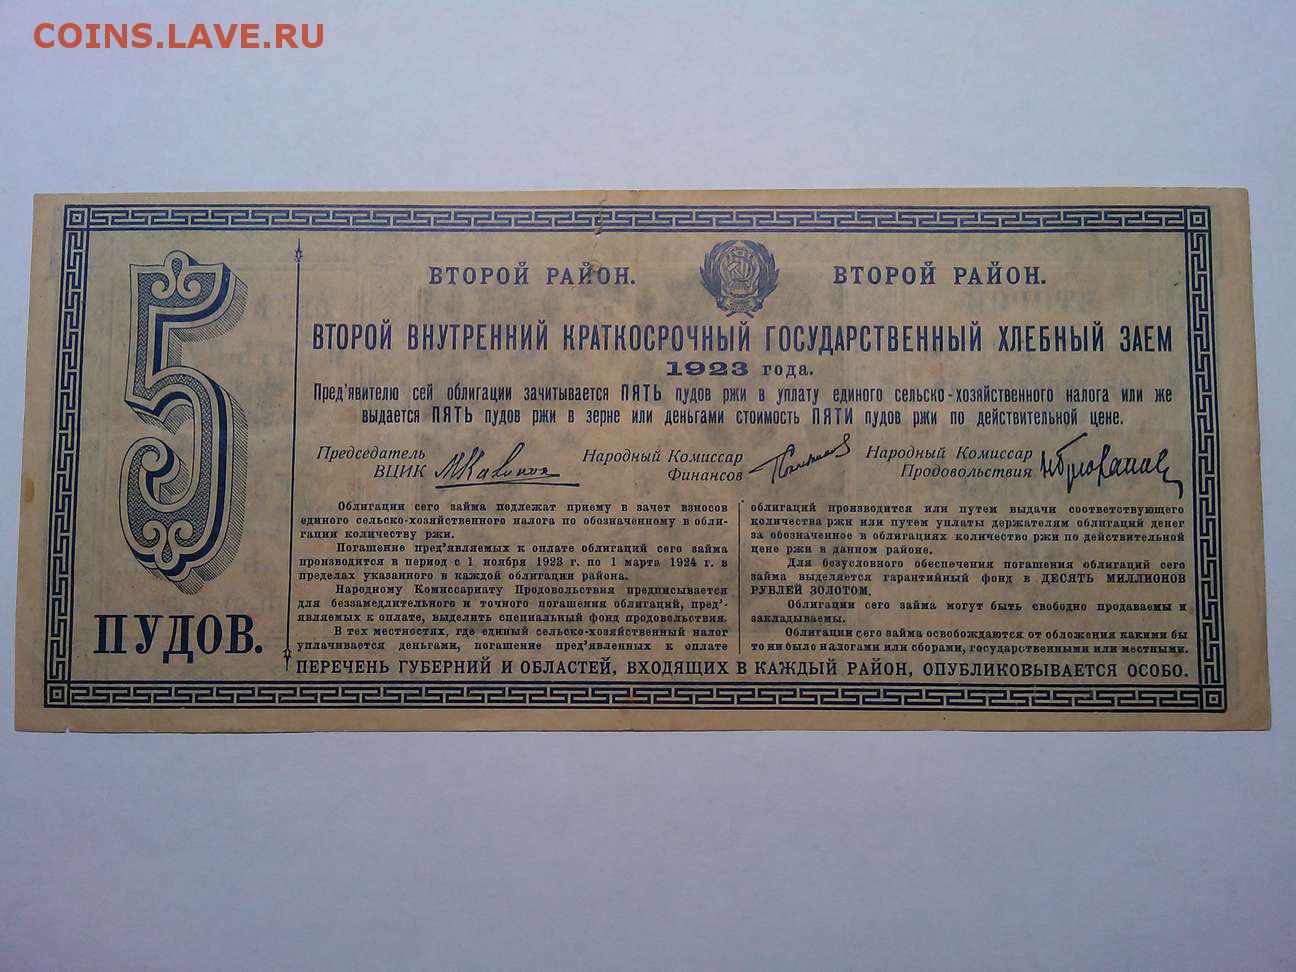 COINS.LAVE.RU
ВТОРОЙ РАЙОН. ВТОРОЙ РАЙОН.
ВТОРОЙ ВНУТРЕННИЙ КРАТКОСРОЧНЫЙ ГОСУДАРСТВЕННЫЙ ХЛЕБНЫЙ ЗАЕМ
1923 года.
Пред'явителю сей облигации зачитывается ПЯТЬ пудов ржи в уплату единого сельско-хозяйственного налога или же
выдается ПЯТЬ пудов ржи в зерне или деньгами стоимость ПЯТИ пудов ржи по действительной цене.
Председатель
ВЦИК
Народный Комиссар
Финансов
Народный Комиссар
Продовольствия
5
ПУДОВ.
Облигации сего займа подлежат приему в зачет взносов
единого сельско-хозяйственного налога по обозначенному в обли-
гации количеству ржи.
Погашение пред'являемых к оплате облигаций сего займа
производится в период с 1 ноября 1923 г. по 1 марта 1924 г. в
пределах указанного в каждой облигации района.
Народному Комиссариату Продовольствия предписывается
для беззамедлительного и точного погашения облигаций, пред'-
являемых к оплате, выделить специальный фонд продовольствия.
В тех местностях, где единый сельско-хозяйственный налог
уплачивается деньгами, погашение пред'явленных к оплате
облигаций производится или путем выдачи соответствующего
количества ржи или путем уплаты держателям облигаций денег
за обозначенное в облигациях количество ржи по действительной
цене ржи в данном районе.
Для безусловного обеспечения погашения облигаций сего
займа выделяется гарантийный фонд в ДЕСЯТЬ МИЛЛИОНОВ
РУБЛЕЙ ЗОЛОТОМ.
Облигации сего займа могут быть свободно продаваемы и
закладываемы.
Облигации сего займа освобождаются от обложения какими бы
то ни было налогами или сборами, государственными или местными.
ПЕРЕЧЕНЬ ГУБЕРНИЙ И ОБЛАСТЕЙ, ВХОДЯЩИХ В КАЖДЫЙ РАЙОН, ОПУБЛИКОВЫВАЕТСЯ ОСОБО.